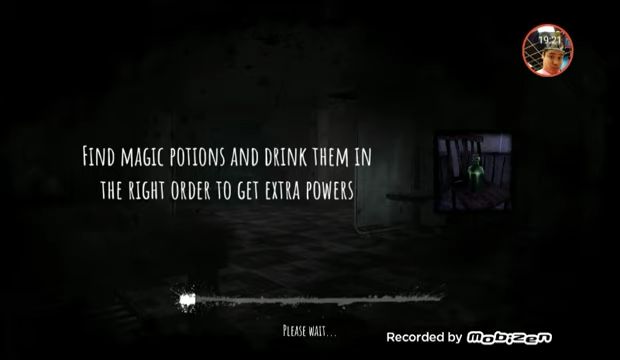 19:21
FIND MAGIC POTIONS AND DRINK THEM IN
THE RIGHT ORDER TO GET EXTRA POWERS
PLEASE WAIT...
Recorded by mobizen